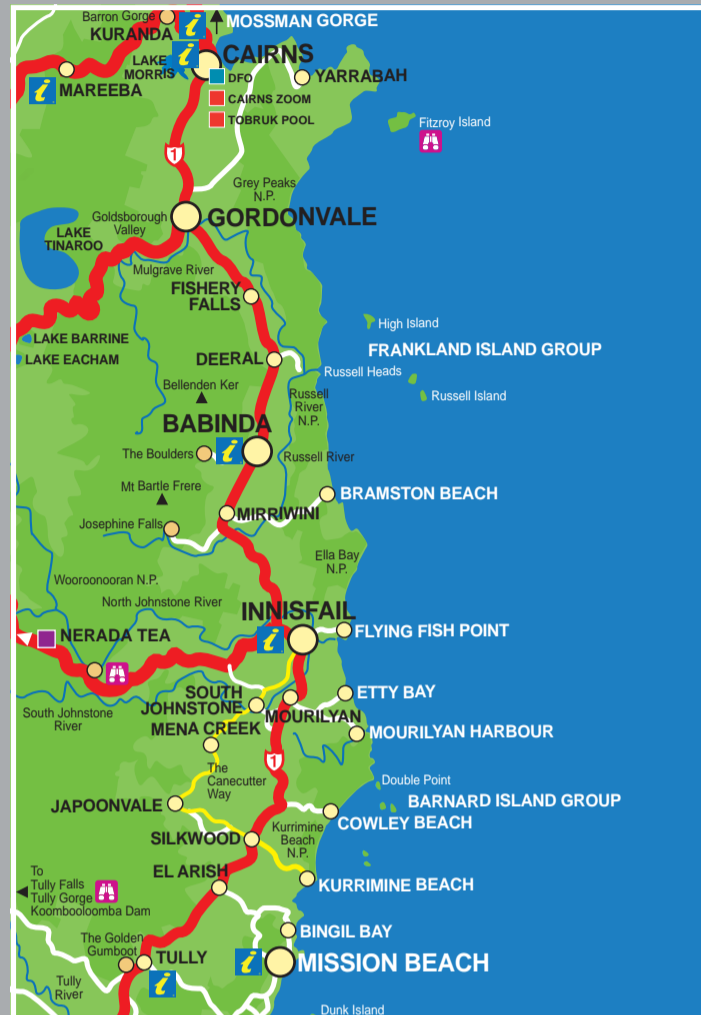 Barron Gorge
MOSSMAN GORGE
KURANDA
i
i
CAIRNS
LAKE
MORRIS
DFO
YARRABAH
i
MAREEBA
CAIRNS ZOOM
TOBRUK POOL
Fitzroy Island
1
Grey Peaks
N.P.
Goldsborough
Valley
GORDONVALE
LAKE
TINAROO
Mulgrave River
FISHERY
FALLS
High Island
LAKE BARRINE
FRANKLAND ISLAND GROUP
LAKE EACHAM
DEERAL
Russell Heads
Bellenden Ker
Russell
River
N.P.
Russell Island
BABINDA
The Boulders
i
Russell River
Mt Bartle Frere
BRAMSTON BEACH
MIRRIWINI
Josephine Falls
Ella Bay
N.P.
Wooroonooran N.P.
North Johnstone River
INNISFAIL
NERADA TEA
i
FLYING FISH POINT
SOUTH
JOHNSTONE
ETTY BAY
MOURILYAN
South Johnstone
River
MENA CREEK
MOURILYAN HARBOUR
1
The
Canecutter
Way
Double Point
JAPOONVALE
BARNARD ISLAND GROUP
COWLEY BEACH
SILKWOOD
Kurrimine
Beach
N.P.
EL ARISH
To
Tully Falls
Tully Gorge
Koombooloomba Dam
KURRIMINE BEACH
BINGIL BAY
The Golden
Gumboot
TULLY
i
MISSION BEACH
i
Tully
River
Dunk Island